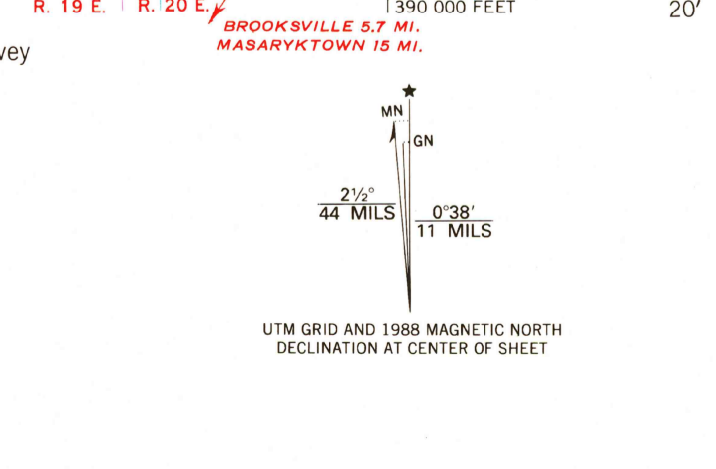 R. 19 E. R. 20 E. 390 000 FEET 20'
BROOKSVILLE 5.7 MI.
MASARYKTOWN 15 MI.
MN
GN
2½°
44 MILS
0°38'
11 MILS
UTM GRID AND 1988 MAGNETIC NORTH
DECLINATION AT CENTER OF SHEET